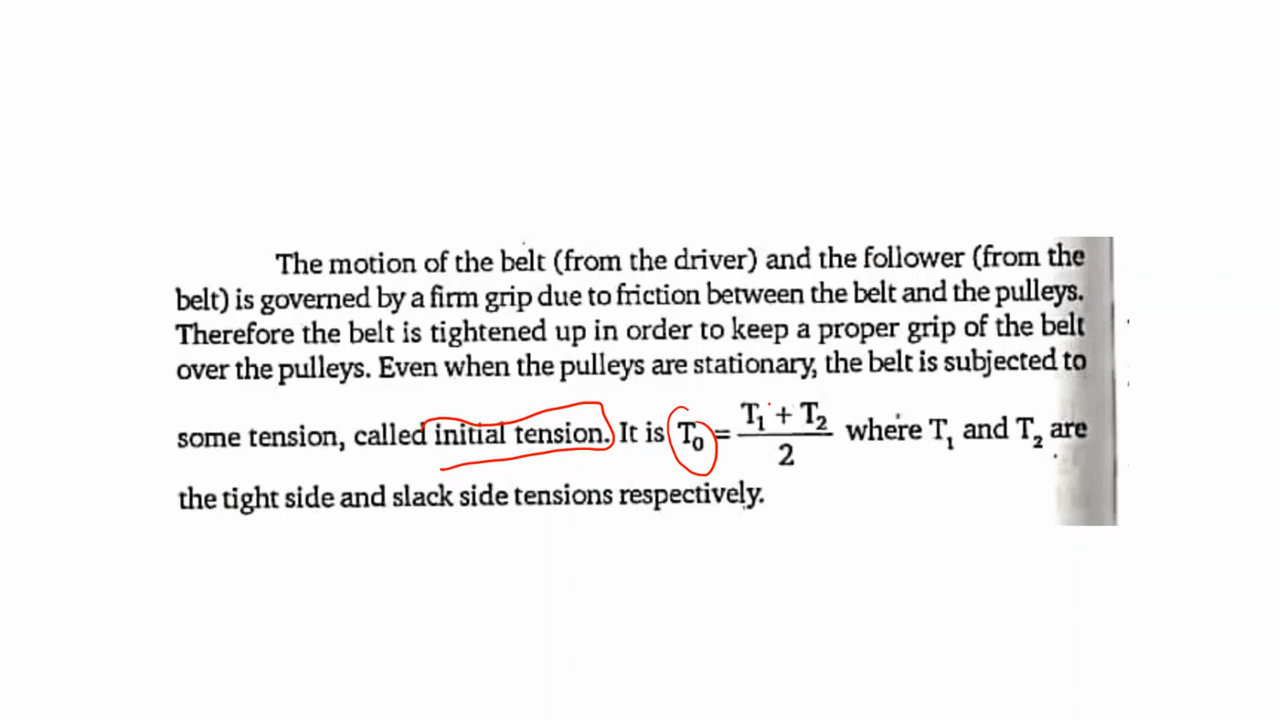 The motion of the belt (from the driver) and the follower (from the
belt) is governed by a firm grip due to friction between the belt and the pulleys.
Therefore the belt is tightened up in order to keep a proper grip of the belt
over the pulleys. Even when the pulleys are stationary, the belt is subjected to
some tension, called initial tension. It is T₀ = (T₁ + T₂)/2 where T₁ and T₂ are
the tight side and slack side tensions respectively.